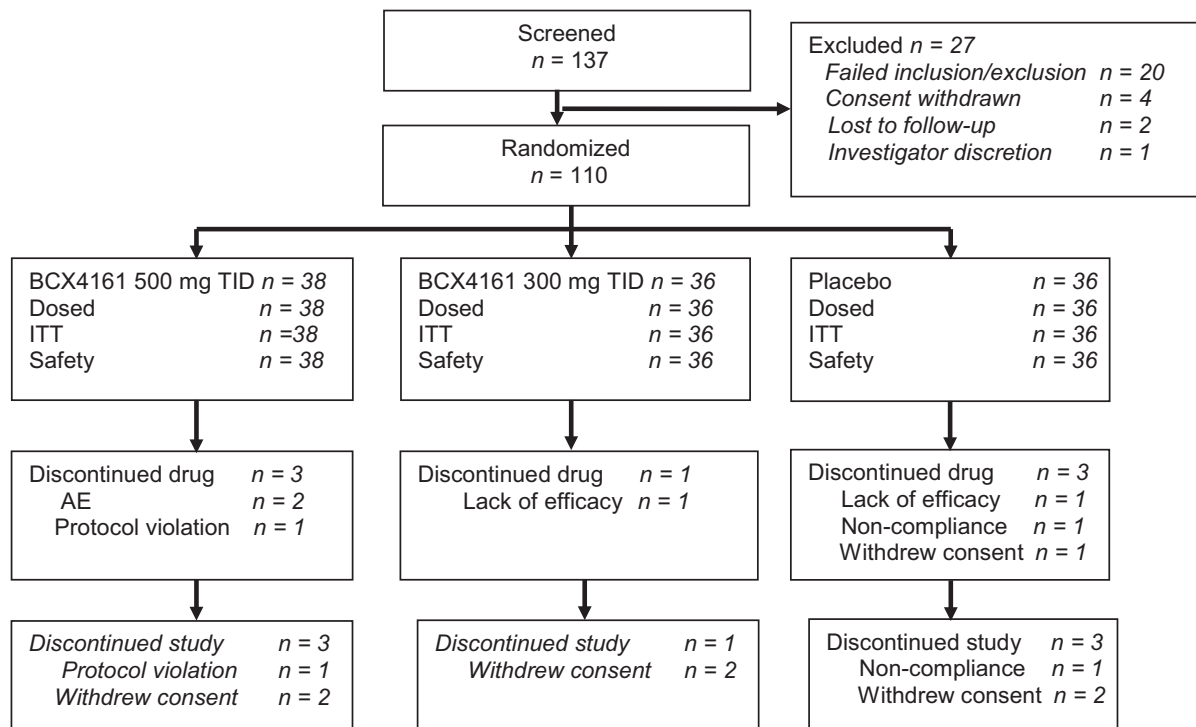 Screened
n = 137
Excluded n = 27
Failed inclusion/exclusion n = 20
Consent withdrawn n = 4
Lost to follow-up n = 2
Investigator discretion n = 1
Randomized
n = 110
BCX4161 500 mg TID n = 38
Dosed n = 38
ITT n =38
Safety n = 38
BCX4161 300 mg TID n = 36
Dosed n = 36
ITT n = 36
Safety n = 36
Placebo n = 36
Dosed n = 36
ITT n = 36
Safety n = 36
Discontinued drug n = 3
AE n = 2
Protocol violation n = 1
Discontinued drug n = 1
Lack of efficacy n = 1
Discontinued drug n = 3
Lack of efficacy n = 1
Non-compliance n = 1
Withdrew consent n = 1
Discontinued study n = 3
Protocol violation n = 1
Withdrew consent n = 2
Discontinued study n = 1
Withdrew consent n = 2
Discontinued study n = 3
Non-compliance n = 1
Withdrew consent n = 2